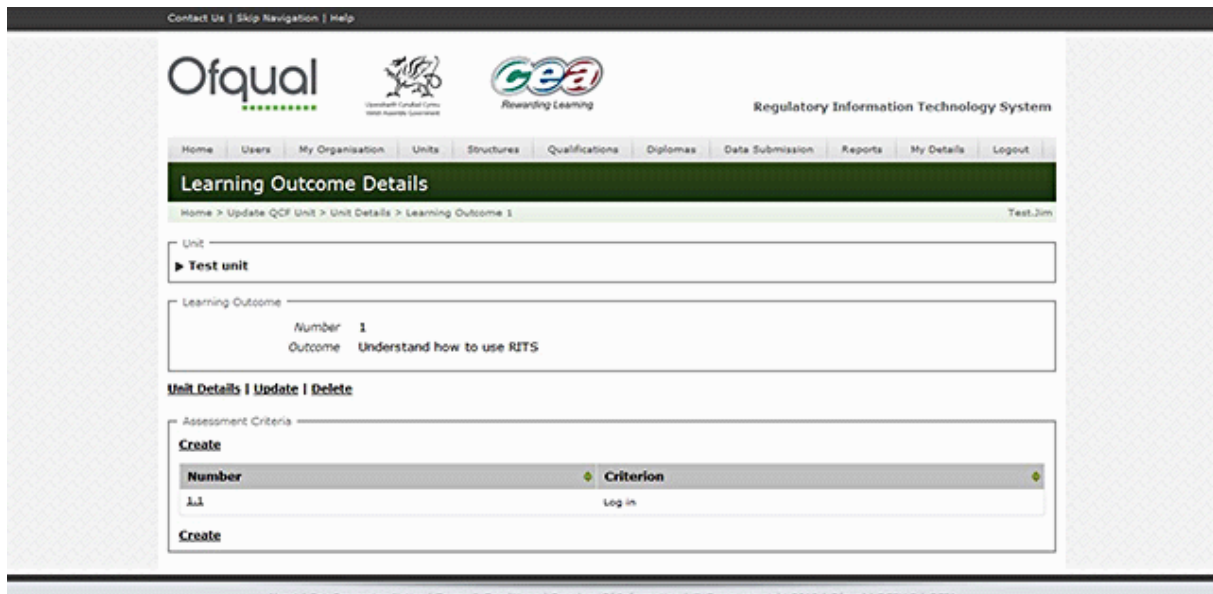 Contact Us | Skip Navigation | Help
Ofqual
cea
Rewarding Learning
Regulatory Information Technology System
Home Users My Organisation Units Structures Qualifications Diplomas Data Submission Reports My Details Logout
Learning Outcome Details
Home > Update QCF Unit > Unit Details > Learning Outcome 1 Test.Jim
Unit
▶ Test unit
Learning Outcome
Number 1
Outcome Understand how to use RITS
Unit Details | Update | Delete
Assessment Criteria
Create
Number Criterion
1.1 Log in
Create